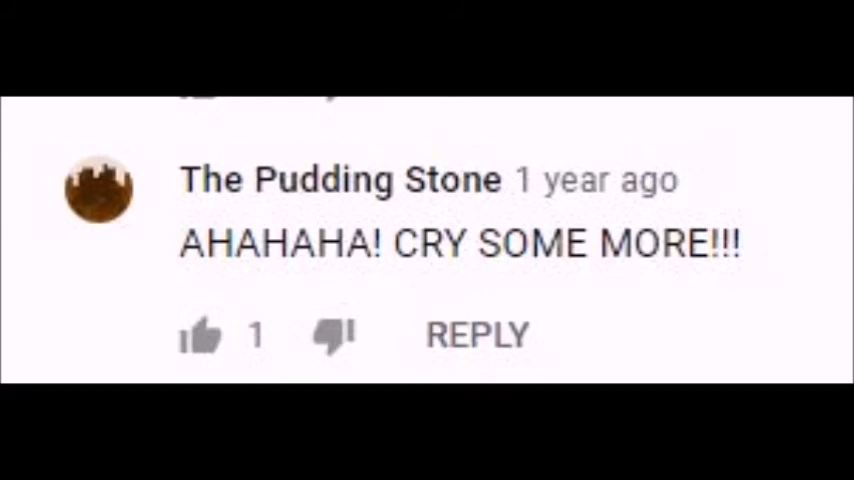 The Pudding Stone 1 year ago
AHAHAHA! CRY SOME MORE!!!
1 REPLY